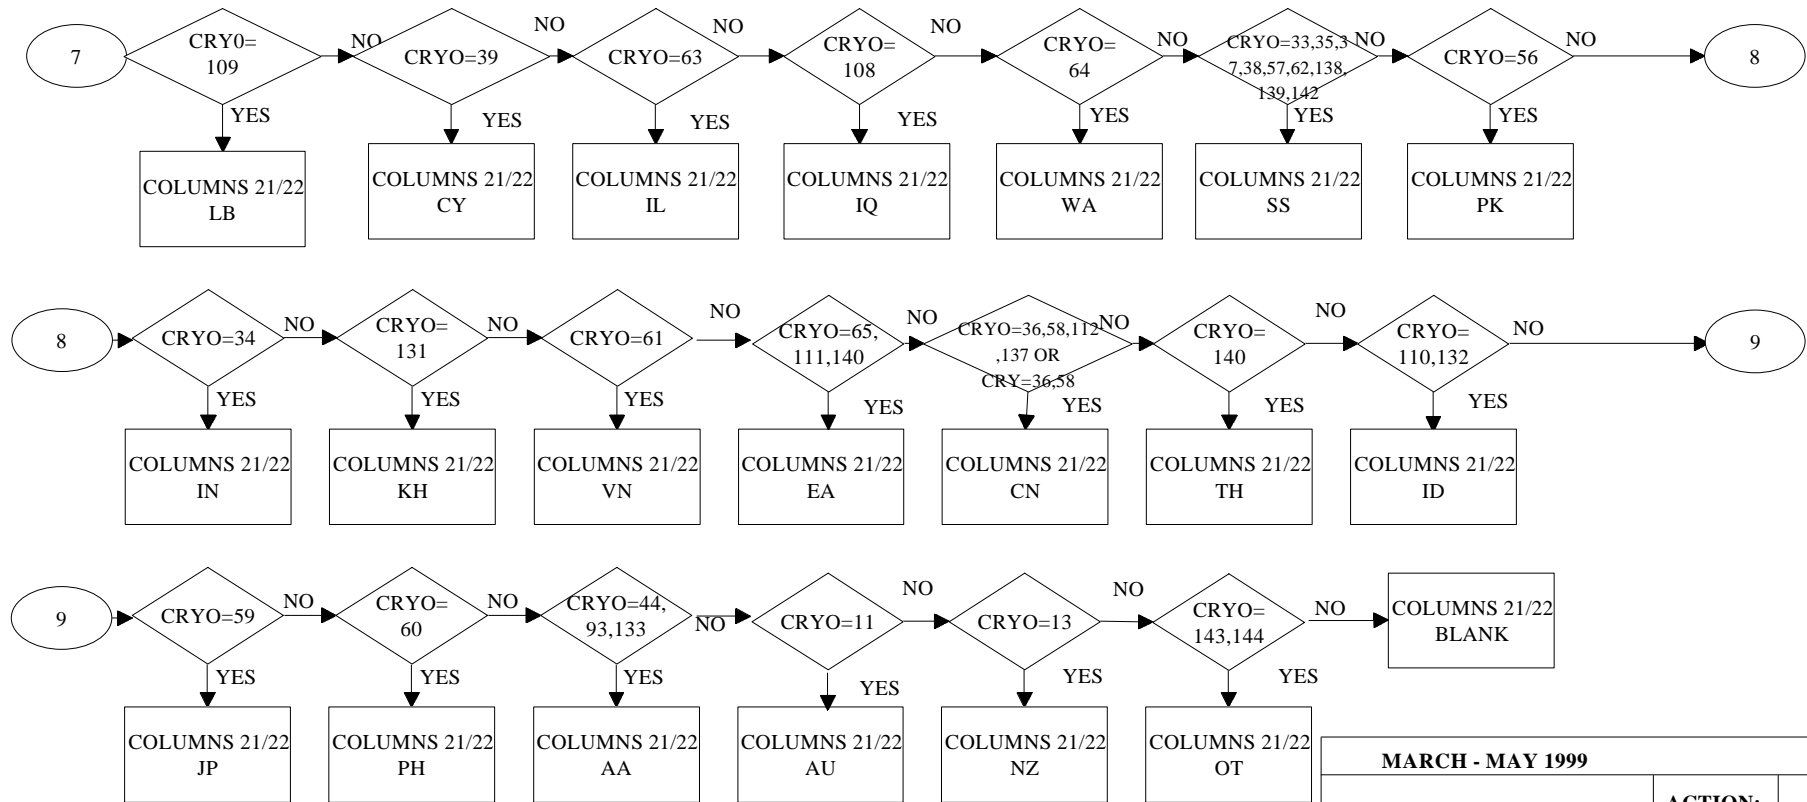 7
CRY0=
109
NO
YES
COLUMNS 21/22
LB
CRYO=39
NO
YES
COLUMNS 21/22
CY
CRYO=63
NO
YES
COLUMNS 21/22
IL
CRYO=
108
NO
YES
COLUMNS 21/22
IQ
CRYO=
64
NO
YES
COLUMNS 21/22
WA
CRYO=33,35,3
7,38,57,62,138,
139,142
NO
YES
COLUMNS 21/22
SS
CRYO=56
NO
YES
COLUMNS 21/22
PK
8
8
CRYO=34
NO
YES
COLUMNS 21/22
IN
CRYO=
131
NO
YES
COLUMNS 21/22
KH
CRYO=61
NO
YES
COLUMNS 21/22
VN
CRYO=65,
111,140
NO
YES
COLUMNS 21/22
EA
CRYO=36,58,112
,137 OR
CRY=36,58
NO
YES
COLUMNS 21/22
CN
CRYO=
140
NO
YES
COLUMNS 21/22
TH
CRYO=
110,132
NO
YES
COLUMNS 21/22
ID
9
9
CRYO=59
NO
YES
COLUMNS 21/22
JP
CRYO=
60
NO
YES
COLUMNS 21/22
PH
CRYO=44,
93,133
NO
YES
COLUMNS 21/22
AA
CRYO=11
NO
YES
COLUMNS 21/22
AU
CRYO=13
NO
YES
COLUMNS 21/22
NZ
CRYO=
143,144
NO
YES
COLUMNS 21/22
OT
COLUMNS 21/22
BLANK
MARCH - MAY 1999
ACTION: